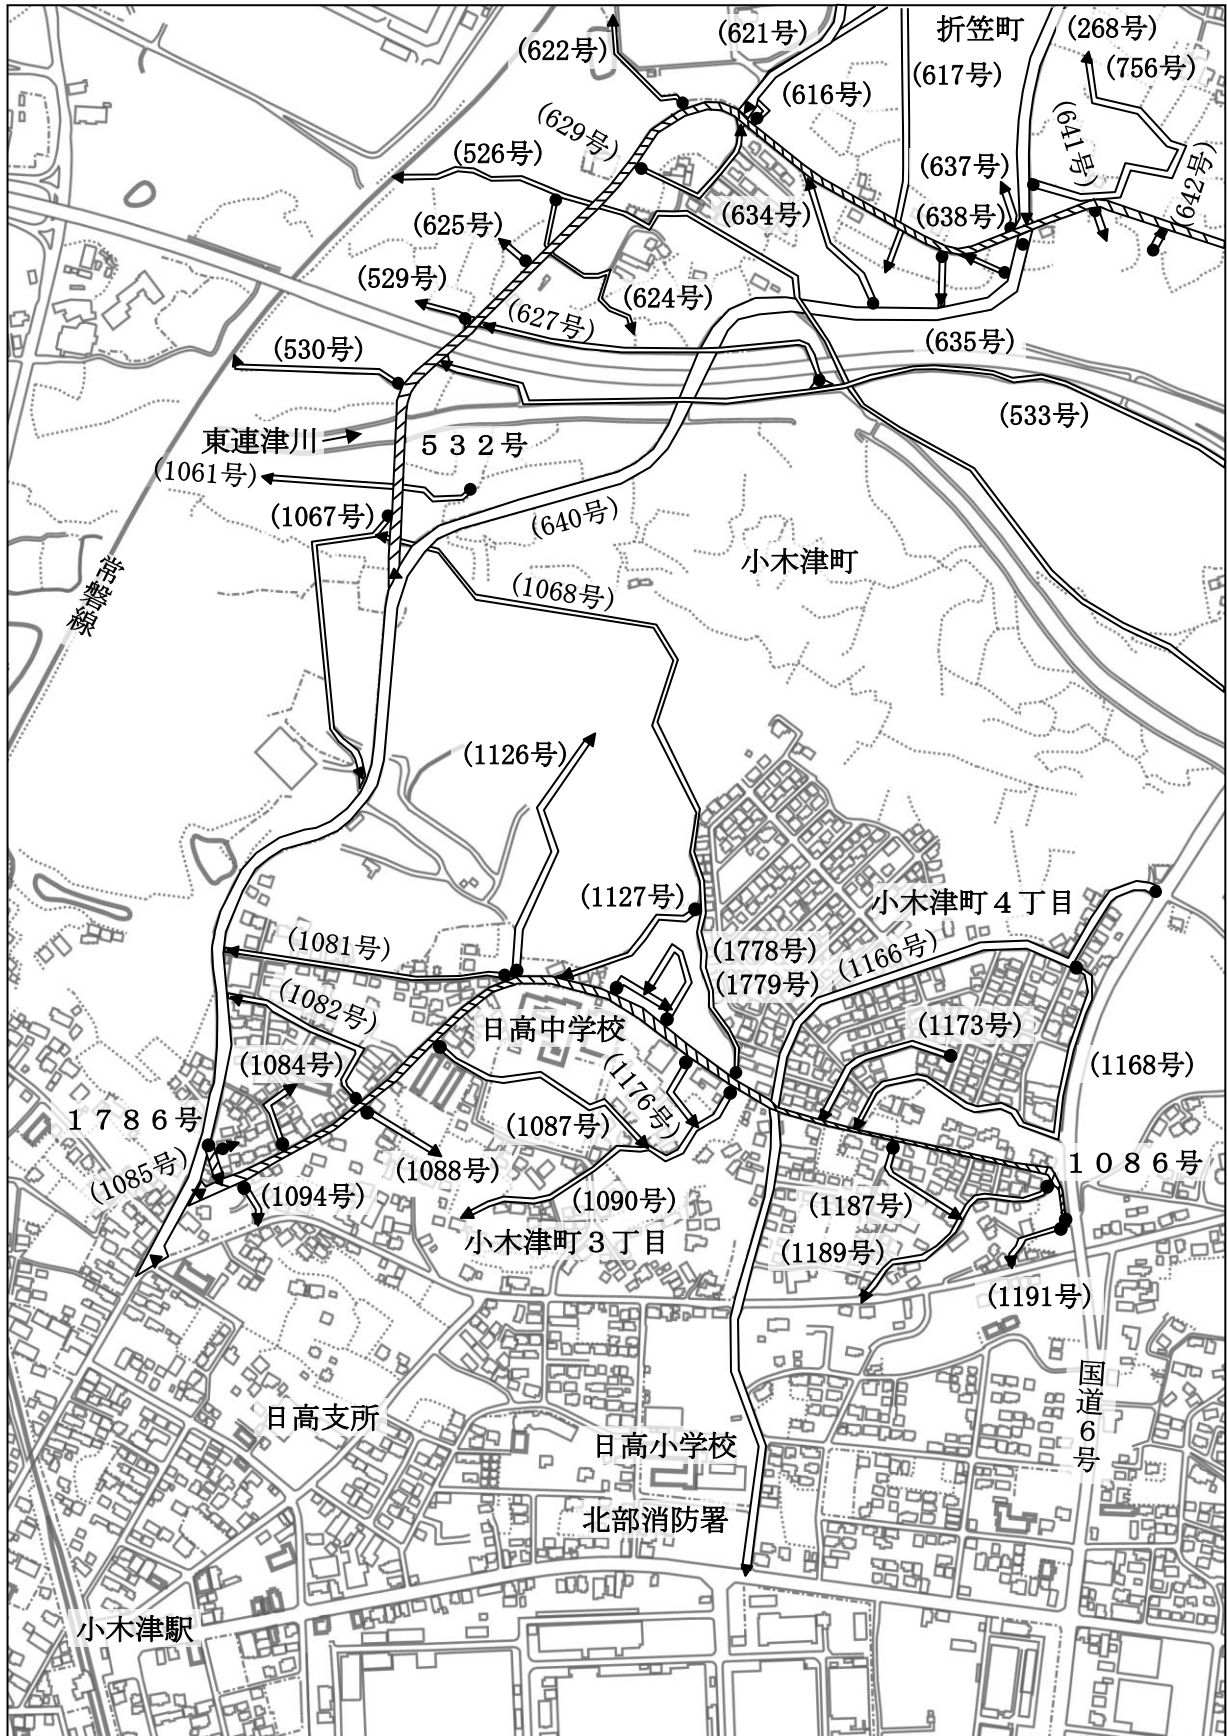 折笠町
(268号)
(621号)
(622号)
(617号)
(756号)
(616号)
(629号)
(641号)
(526号)
(637号)
(642号)
(638号)
(634号)
(625号)
(529号)
(624号)
(627号)
(635号)
(530号)
(533号)
東連津川
５３２号
(1061号)
(1067号)
(640号)
小木津町
常磐線
(1068号)
(1126号)
(1127号)
小木津町４丁目
(1081号)
(1778号)
(1166号)
(1779号)
(1082号)
日高中学校
(1173号)
(1084号)
(1168号)
(1176号)
１７８６号
(1087号)
(1085号)
(1088号)
１０８６号
(1094号)
(1090号)
(1187号)
小木津町３丁目
(1189号)
(1191号)
国道６号
日高支所
日高小学校
北部消防署
小木津駅